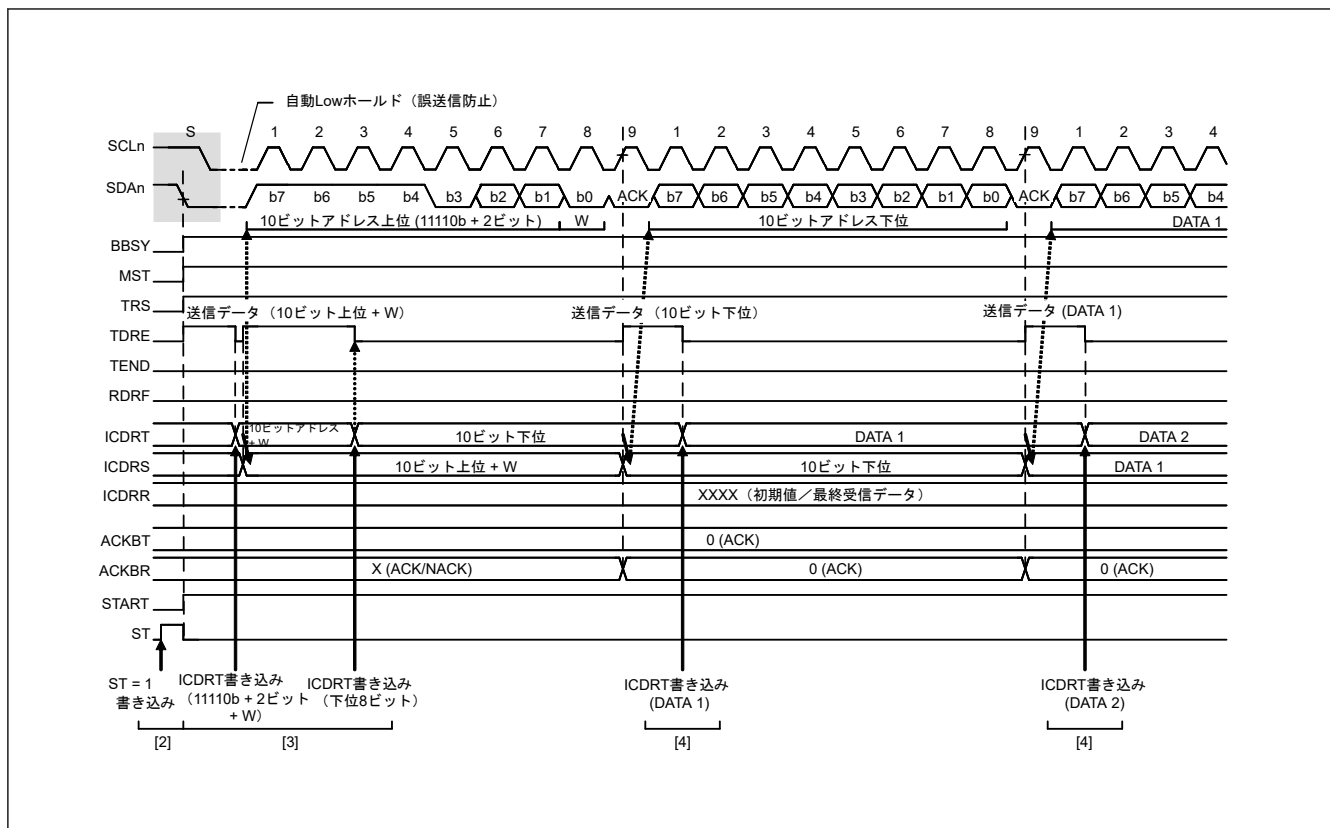 自動Lowホールド（誤送信防止）
S 1 2 3 4 5 6 7 8 9 1 2 3 4 5 6 7 8 9 1 2 3 4
SCLn
SDAn b7 b6 b5 b4 b3 b2 b1 b0 ACK b7 b6 b5 b4 b3 b2 b1 b0 ACK b7 b6 b5 b4
10ビットアドレス上位 (11110b + 2ビット) W 10ビットアドレス下位 DATA 1
BBSY
MST
TRS
送信データ（10ビット上位 + W） 送信データ（10ビット下位） 送信データ (DATA 1)
TDRE
TEND
RDRF
ICDRT 10ビットアドレス
+ W
10ビット下位 DATA 1 DATA 2
ICDRS 10ビット上位 + W 10ビット下位 DATA 1
ICDRR XXXX（初期値／最終受信データ）
ACKBT 0 (ACK)
ACKBR X (ACK/NACK) 0 (ACK) 0 (ACK)
START
ST
ST = 1
書き込み
ICDRT書き込み
（11110b + 2ビット
+ W）
ICDRT書き込み
（下位8ビット）
ICDRT書き込み
(DATA 1)
ICDRT書き込み
(DATA 2)
[2] [3] [4] [4]